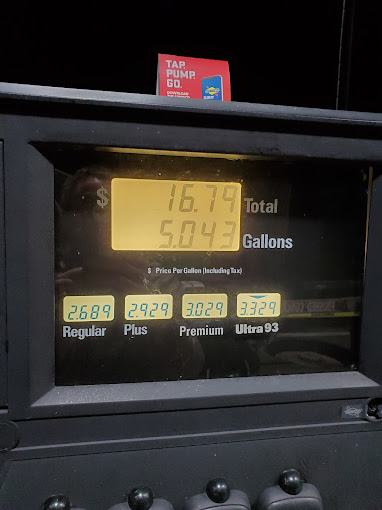 TAP.
PUMP.
GO.
DOWNLOAD
$ 16.79 Total
5.043 Gallons
$ Price Per Gallon (Including Tax)
2.689 2.929 3.029 3.329
Regular Plus Premium Ultra 93